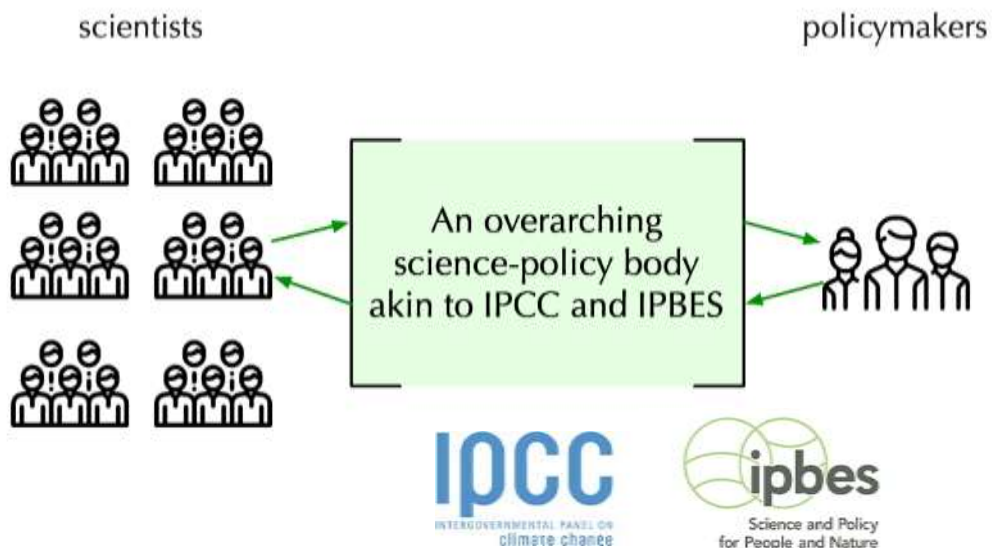 scientists
policymakers
An overarching
science-policy body
akin to IPCC and IPBES
IPCC
INTERGOVERNMENTAL PANEL ON
climate change
ipbes
Science and Policy
for People and Nature